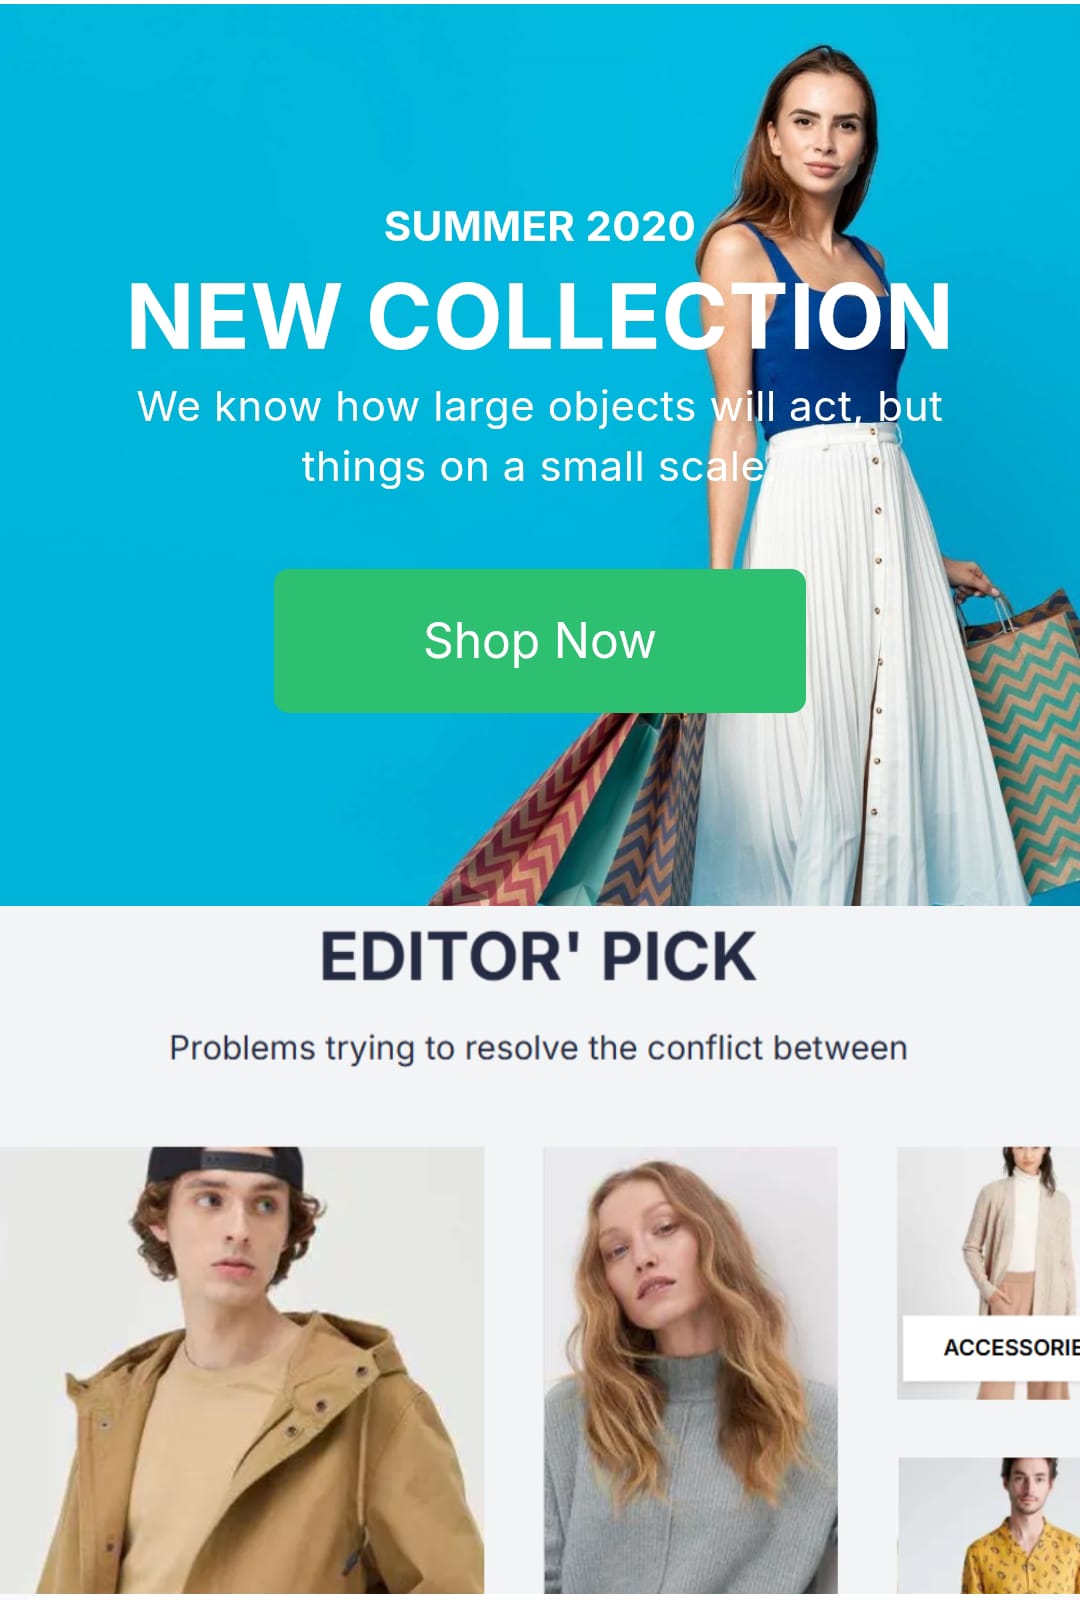 SUMMER 2020
NEW COLLECTION
We know how large objects will act, but
things on a small scale.
Shop Now
EDITOR' PICK
Problems trying to resolve the conflict between
ACCESSORIE